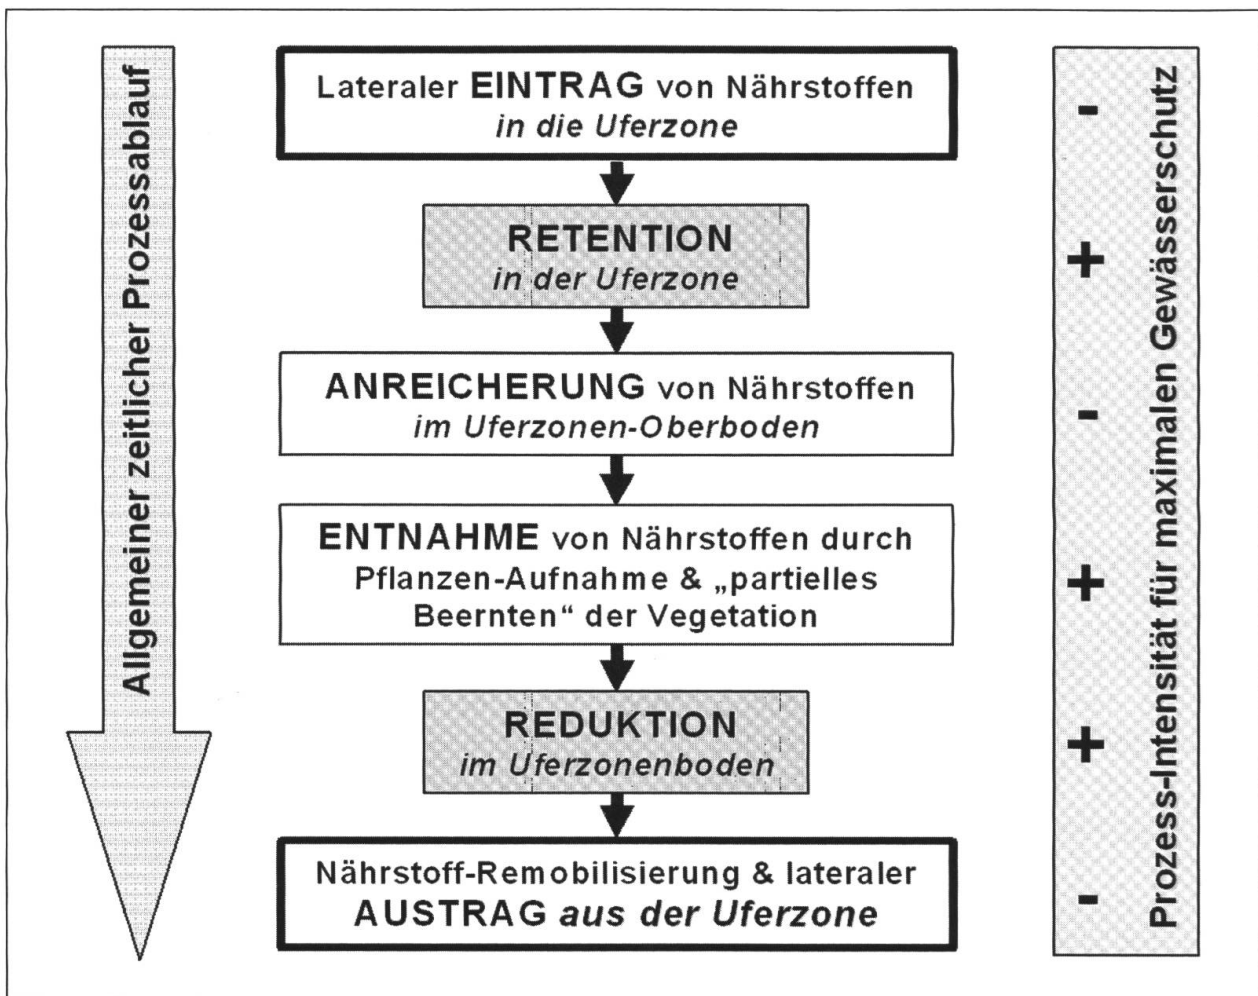 Allgemeiner zeitlicher Prozessablauf
Lateraler EINTRAG von Nährstoffen
in die Uferzone
RETENTION
in der Uferzone
ANREICHERUNG von Nährstoffen
im Uferzonen-Oberboden
ENTNAHME von Nährstoffen durch
Pflanzen-Aufnahme & „partielles
Beernten“ der Vegetation
REDUKTION
im Uferzonenboden
Nährstoff-Remobilisierung & lateraler
AUSTRAG aus der Uferzone
-
+
-
+
+
-
Prozess-Intensität für maximalen Gewässerschutz